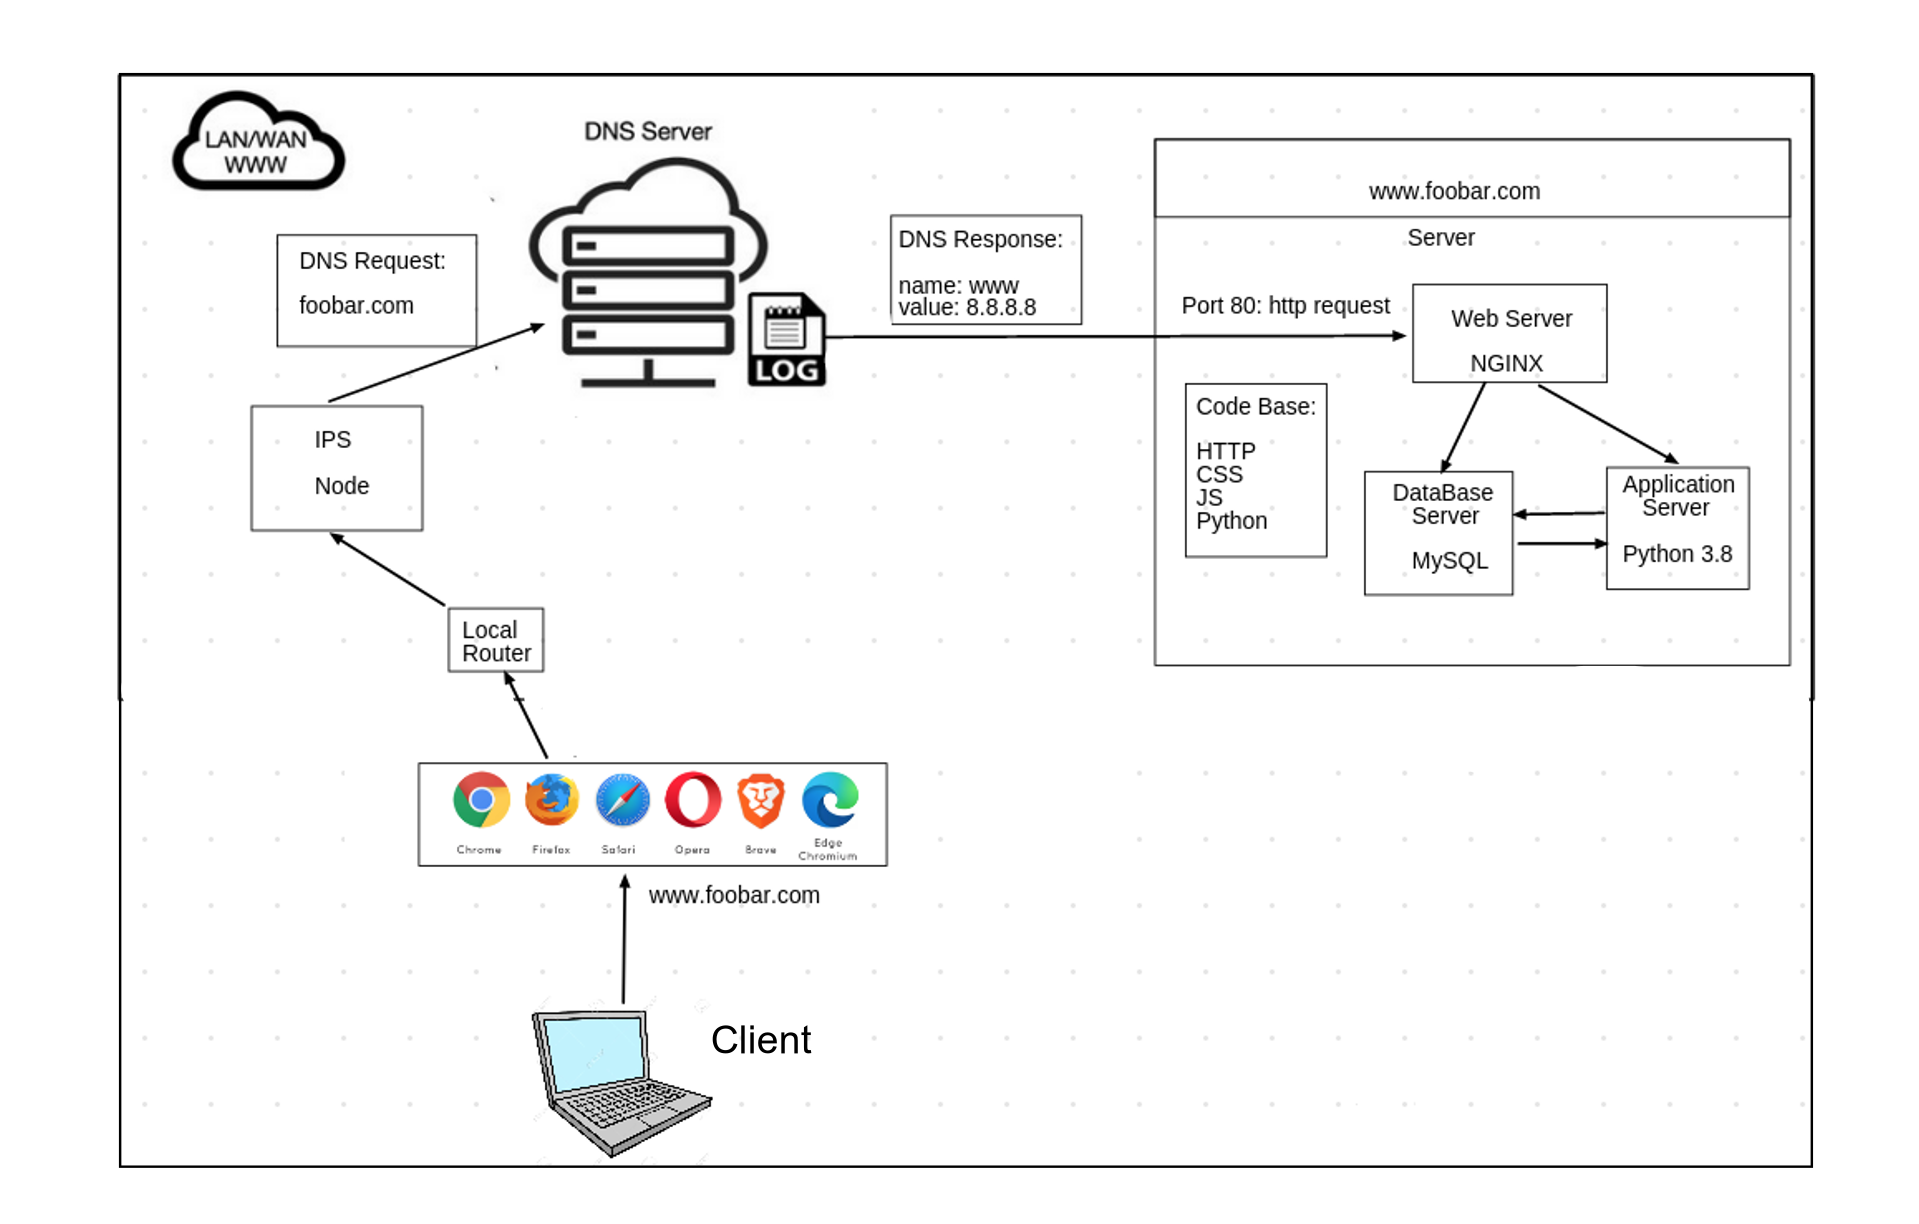 LAN/WAN
WWW
DNS Server
www.foobar.com
Server
DNS Request:
foobar.com
DNS Response:
name: www
value: 8.8.8.8
LOG
Port 80: http request
Web Server
NGINX
Code Base:
HTTP
CSS
JS
Python
IPS
Node
DataBase
Server
MySQL
Application
Server
Python 3.8
Local
Router
Chrome
Firefox
Safari
Opera
Brave
Edge
Chromium
www.foobar.com
Client